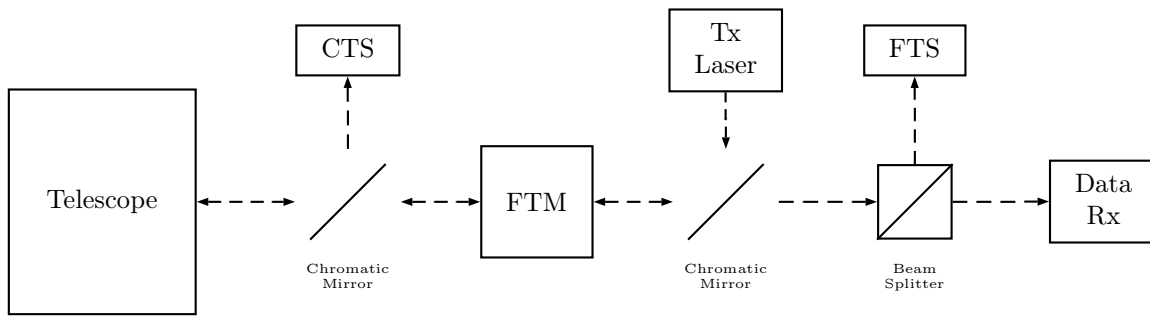 CTS
Tx
Laser
FTS
Telescope
FTM
Data
Rx
Chromatic
Mirror
Chromatic
Mirror
Beam
Splitter